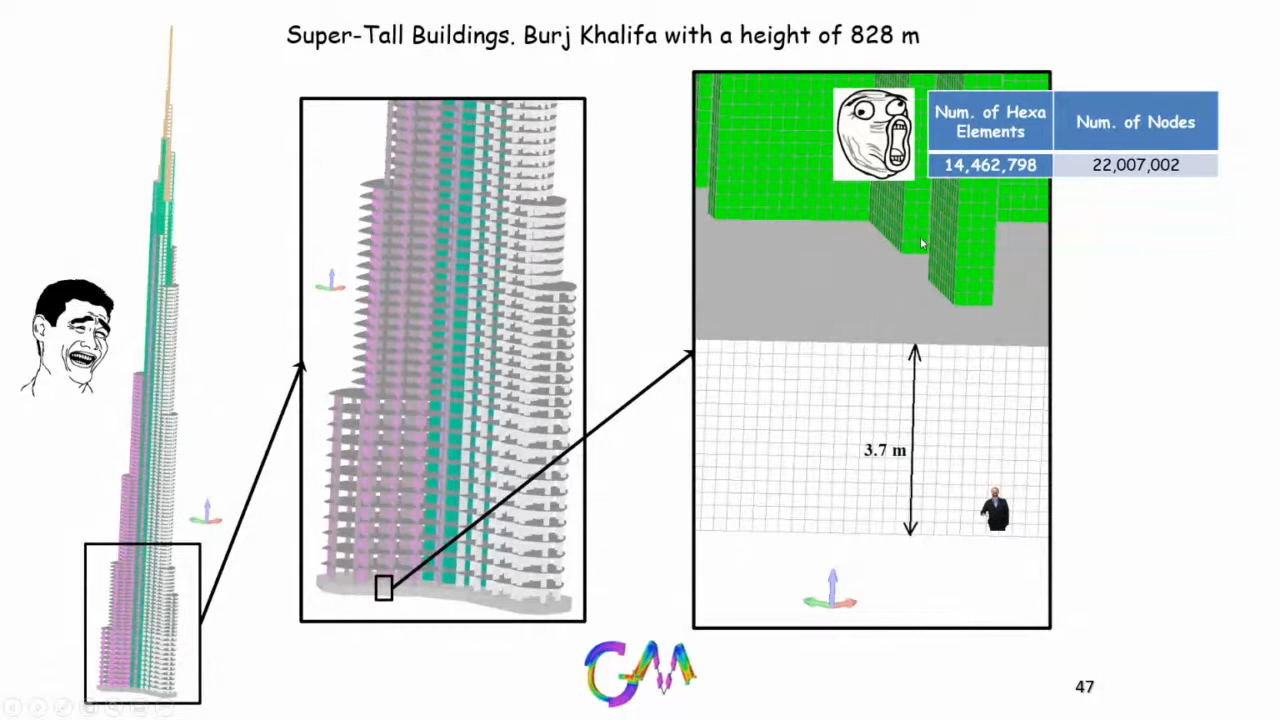 Super-Tall Buildings. Burj Khalifa with a height of 828 m
Num. of Hexa
Elements
Num. of Nodes
14,462,798
22,007,002
3.7 m
47